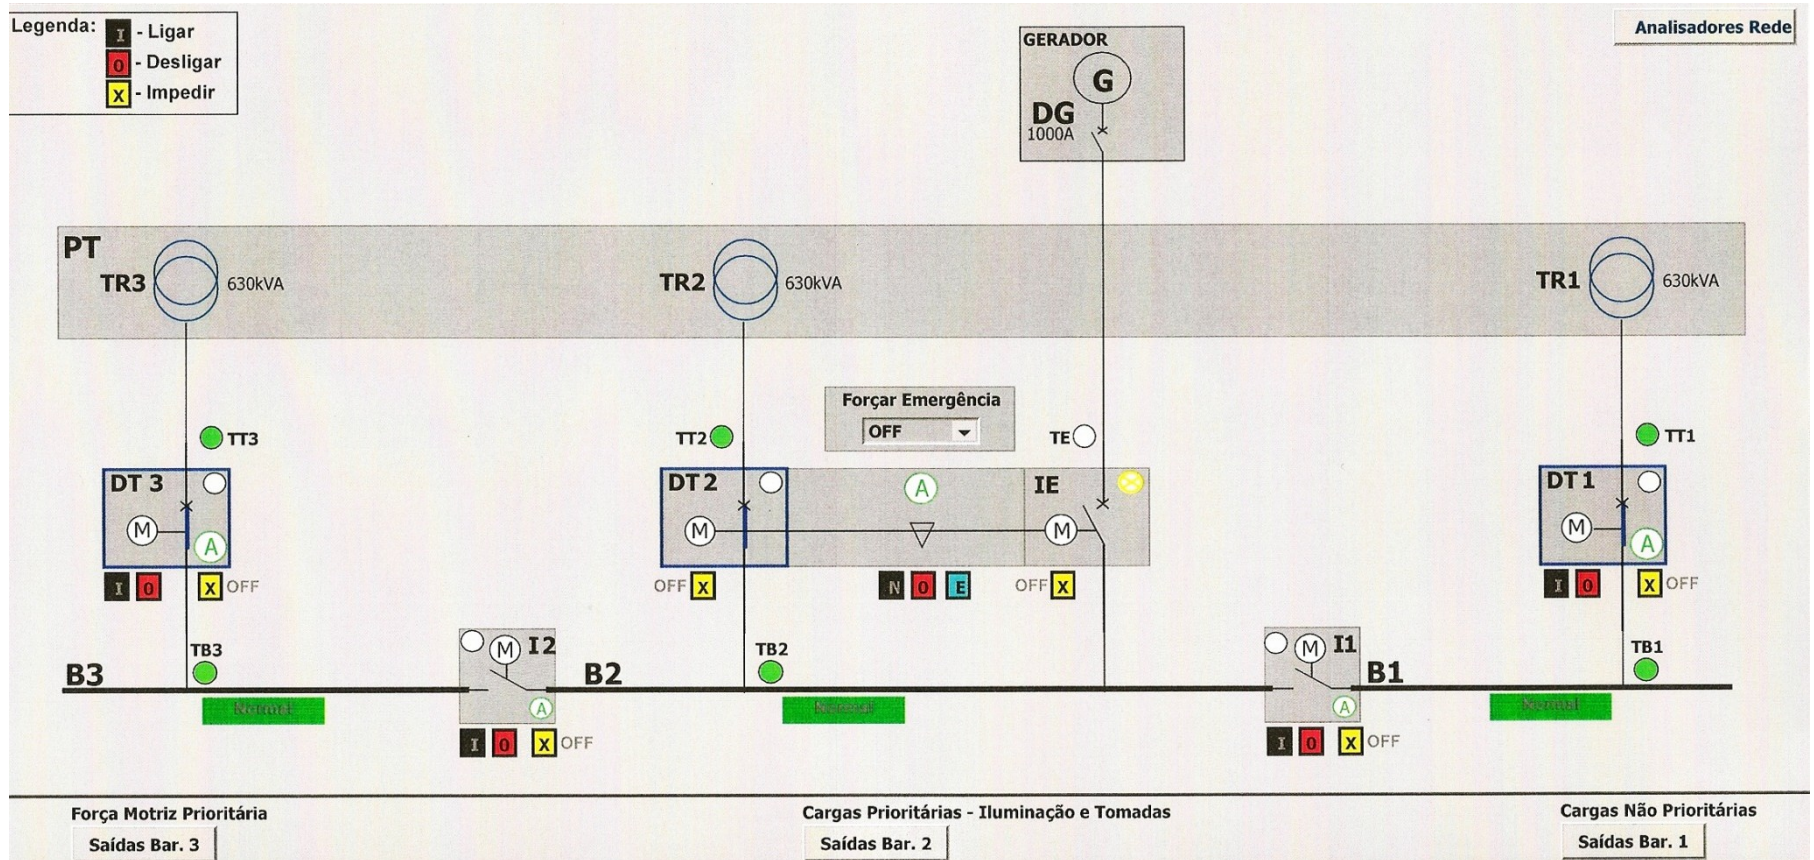 Legenda:
I - Ligar
0 - Desligar
X - Impedir
Analisadores Rede
GERADOR
G
DG
1000A
PT
TR3 630kVA
TR2 630kVA
TR1 630kVA
Forçar Emergência
OFF
TT3
TT2
TE
TT1
DT 3
M
A
DT 2
M
A
IE
M
DT 1
M
A
I 0 X OFF
OFF X
N 0 E
OFF X
I 0 X OFF
B3
TB3
Normal
M I2
A
I 0 X OFF
B2
TB2
Normal
M I1
A
I 0 X OFF
B1
TB1
Normal
Força Motriz Prioritária
Saídas Bar. 3
Cargas Prioritárias - Iluminação e Tomadas
Saídas Bar. 2
Cargas Não Prioritárias
Saídas Bar. 1